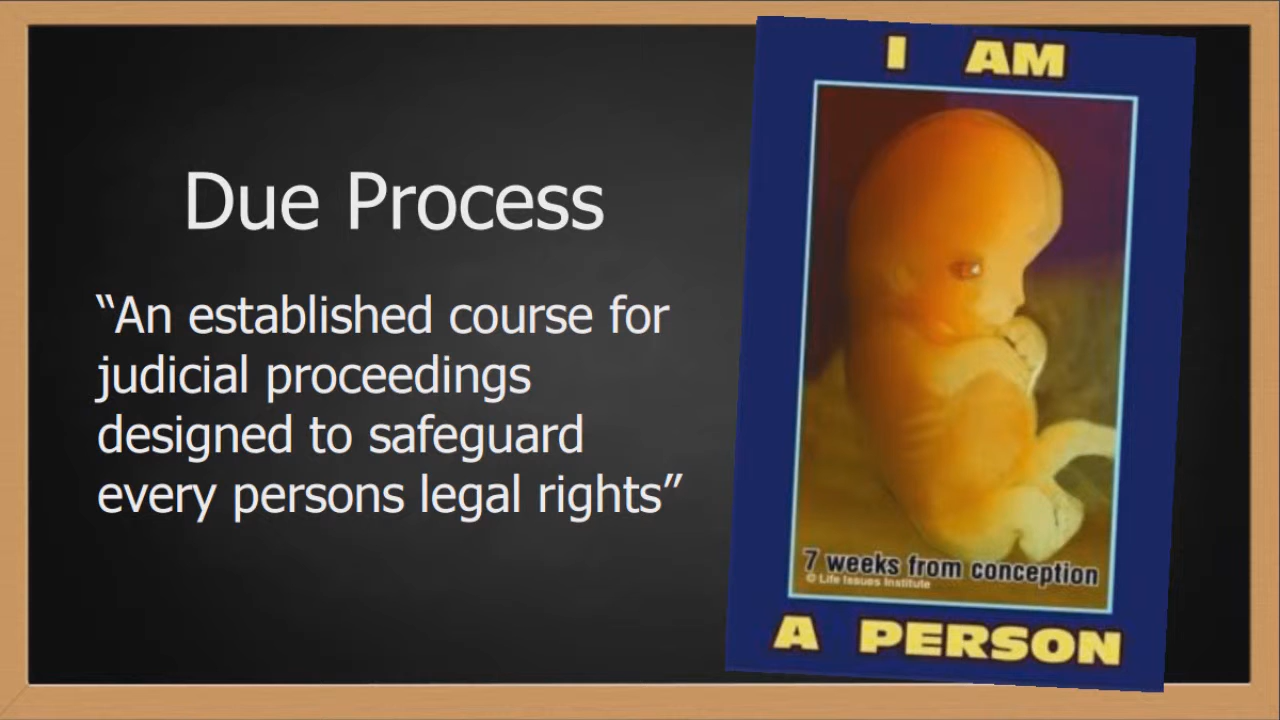 Due Process
“An established course for
judicial proceedings
designed to safeguard
every persons legal rights”
I AM
7 weeks from conception
© Life Issues Institute
A PERSON